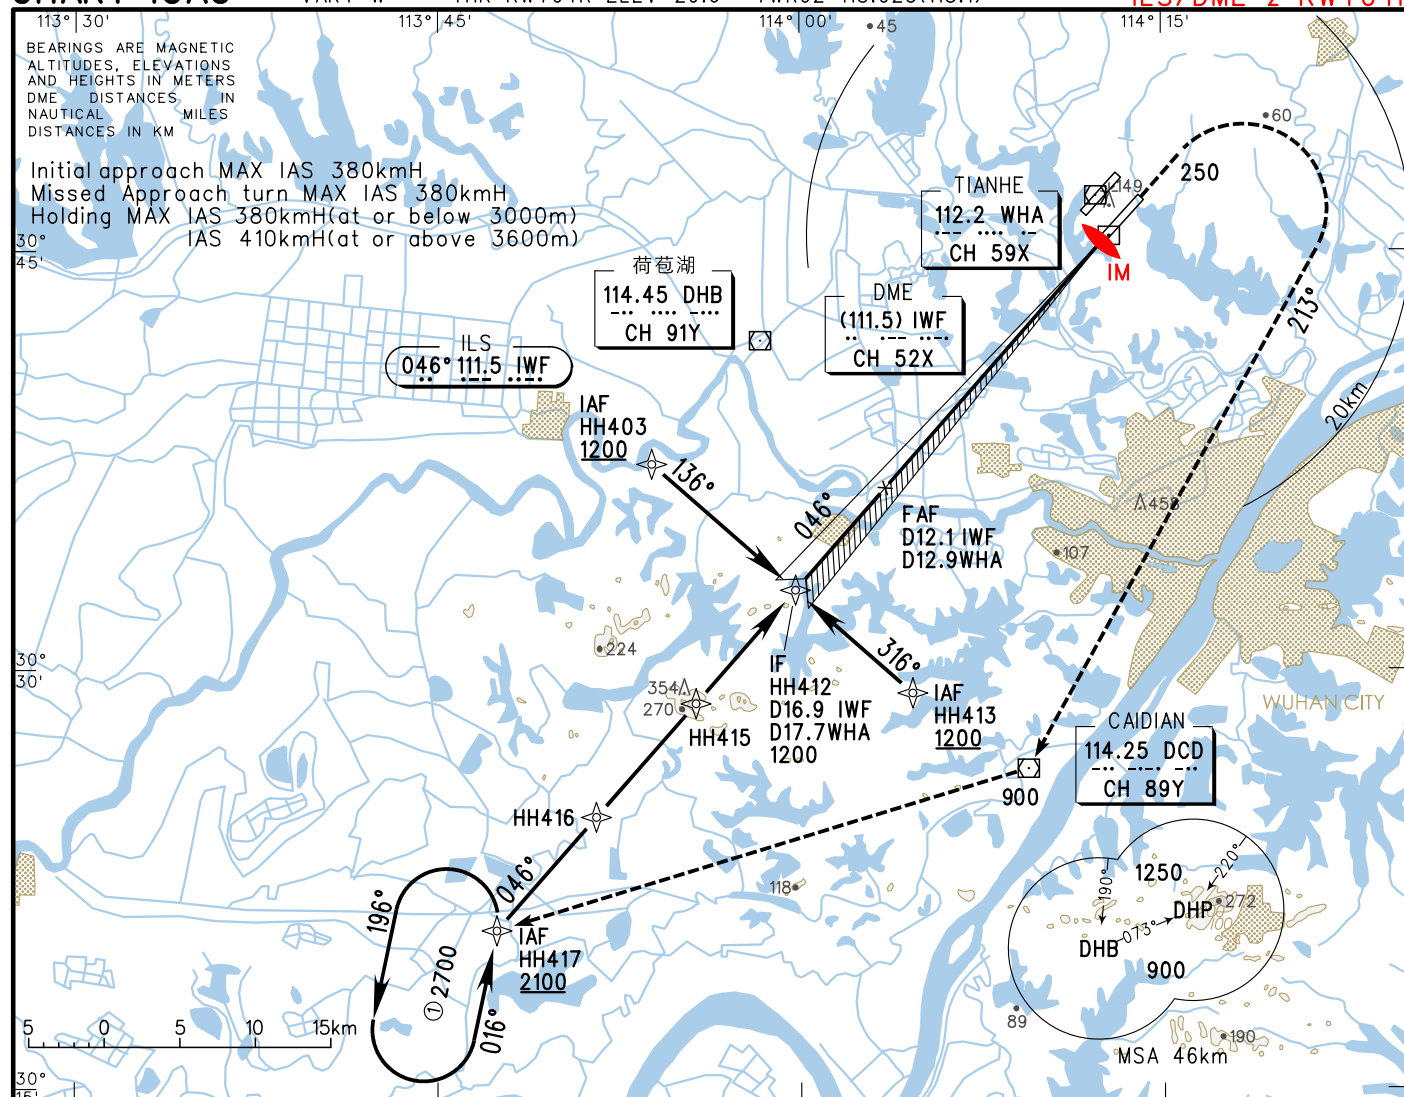 113°30'
113°45'
114°00'
114°15'
BEARINGS ARE MAGNETIC
ALTITUDES, ELEVATIONS
AND HEIGHTS IN METERS
DME DISTANCES IN
NAUTICAL MILES
DISTANCES IN KM
Initial approach MAX IAS 380kmH
Missed Approach turn MAX IAS 380kmH
Holding MAX IAS 380kmH(at or below 3000m)
IAS 410kmH(at or above 3600m)
45
60
250
149
TIANHE
112.2 WHA
CH 59X
IM
30°
45'
荷苞湖
114.45 DHB
CH 91Y
DME
(111.5) IWF
CH 52X
213°
ILS
046° 111.5 IWF
20km
IAF
HH403
1200
136°
046°
458
FAF
D12.1 IWF
D12.9WHA
107
224
316°
30°
30'
IF
HH412
D16.9 IWF
D17.7WHA
1200
IAF
HH413
1200
354
270
HH415
WUHAN CITY
CAIDIAN
114.25 DCD
CH 89Y
900
HH416
046°
118
196°
IAF
HH417
2100
① 2700
016°
190°
1250
220°
272
DHP
073°
DHB
900
89
190
MSA 46km
5 0 5 10 15km
30°
15'